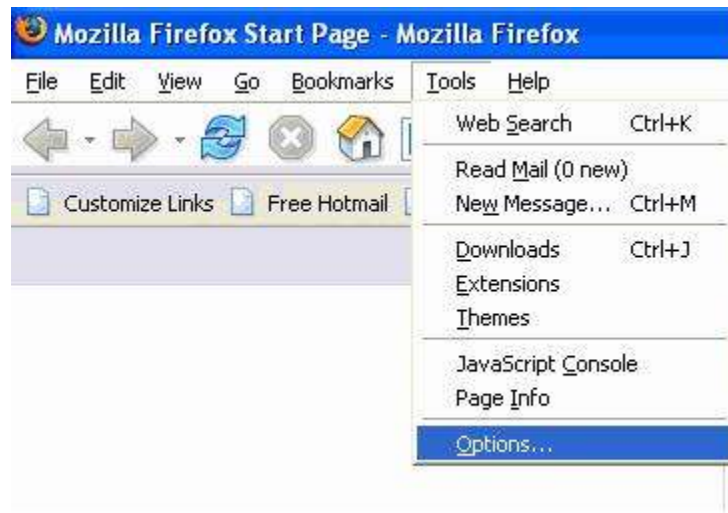 Mozilla Firefox Start Page - Mozilla Firefox
File Edit View Go Bookmarks Tools Help
Web Search Ctrl+K
Read Mail (0 new)
Customize Links Free Hotmail
New Message... Ctrl+M
Downloads Ctrl+J
Extensions
Themes
JavaScript Console
Page Info
Options...